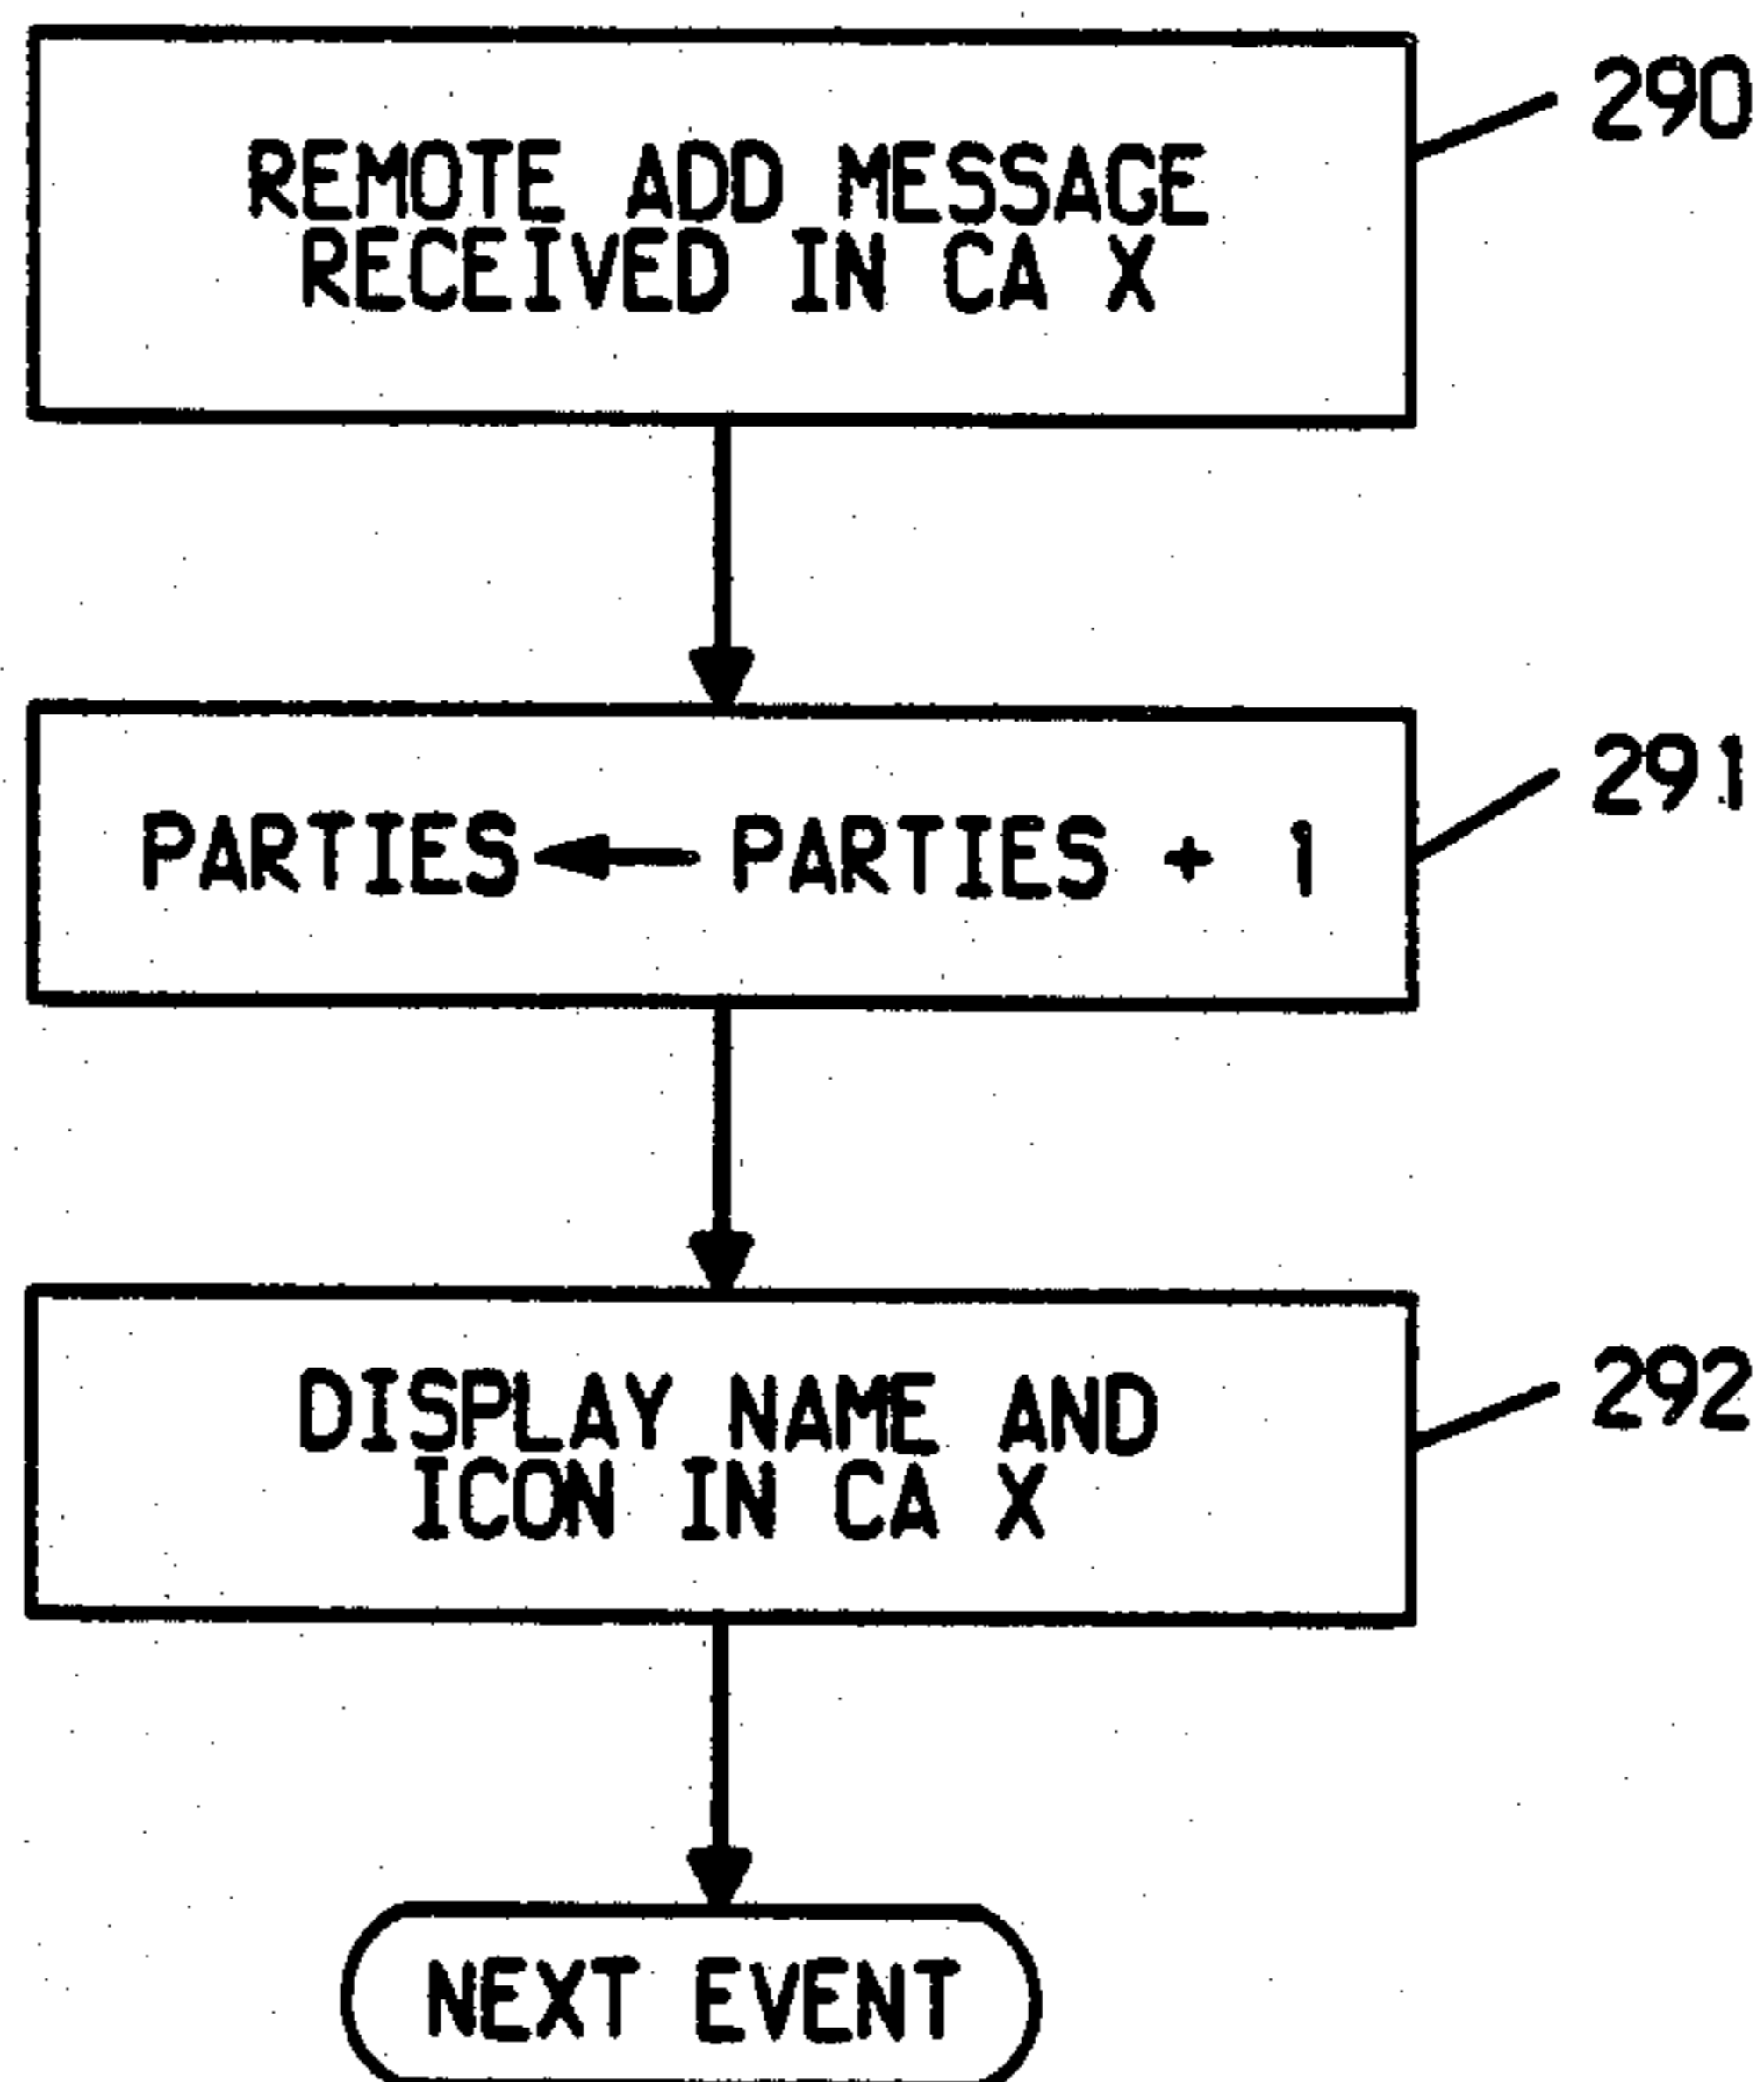 290
REMOTE ADD MESSAGE
RECEIVED IN CA X
291
PARTIES ← PARTIES + 1
292
DISPLAY NAME AND
ICON IN CA X
NEXT EVENT